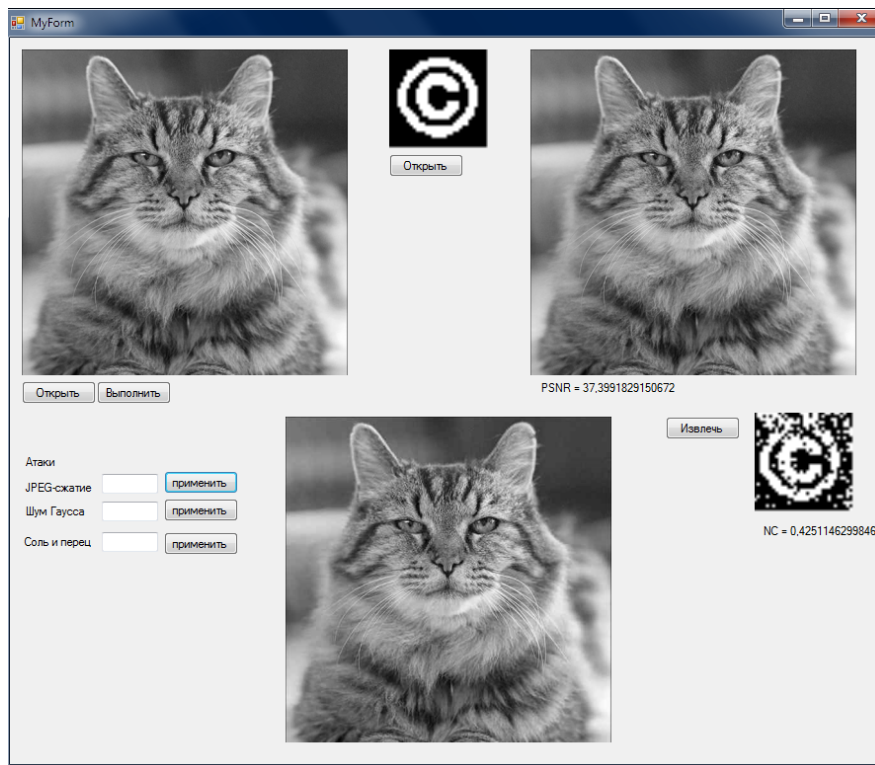 MyForm
Открыть
Открыть Выполнить
PSNR = 37,3991829150672
Извлечь
Атаки
JPEG-сжатие применить
Шум Гаусса применить
Соль и перец применить
NC = 0,4251146299846